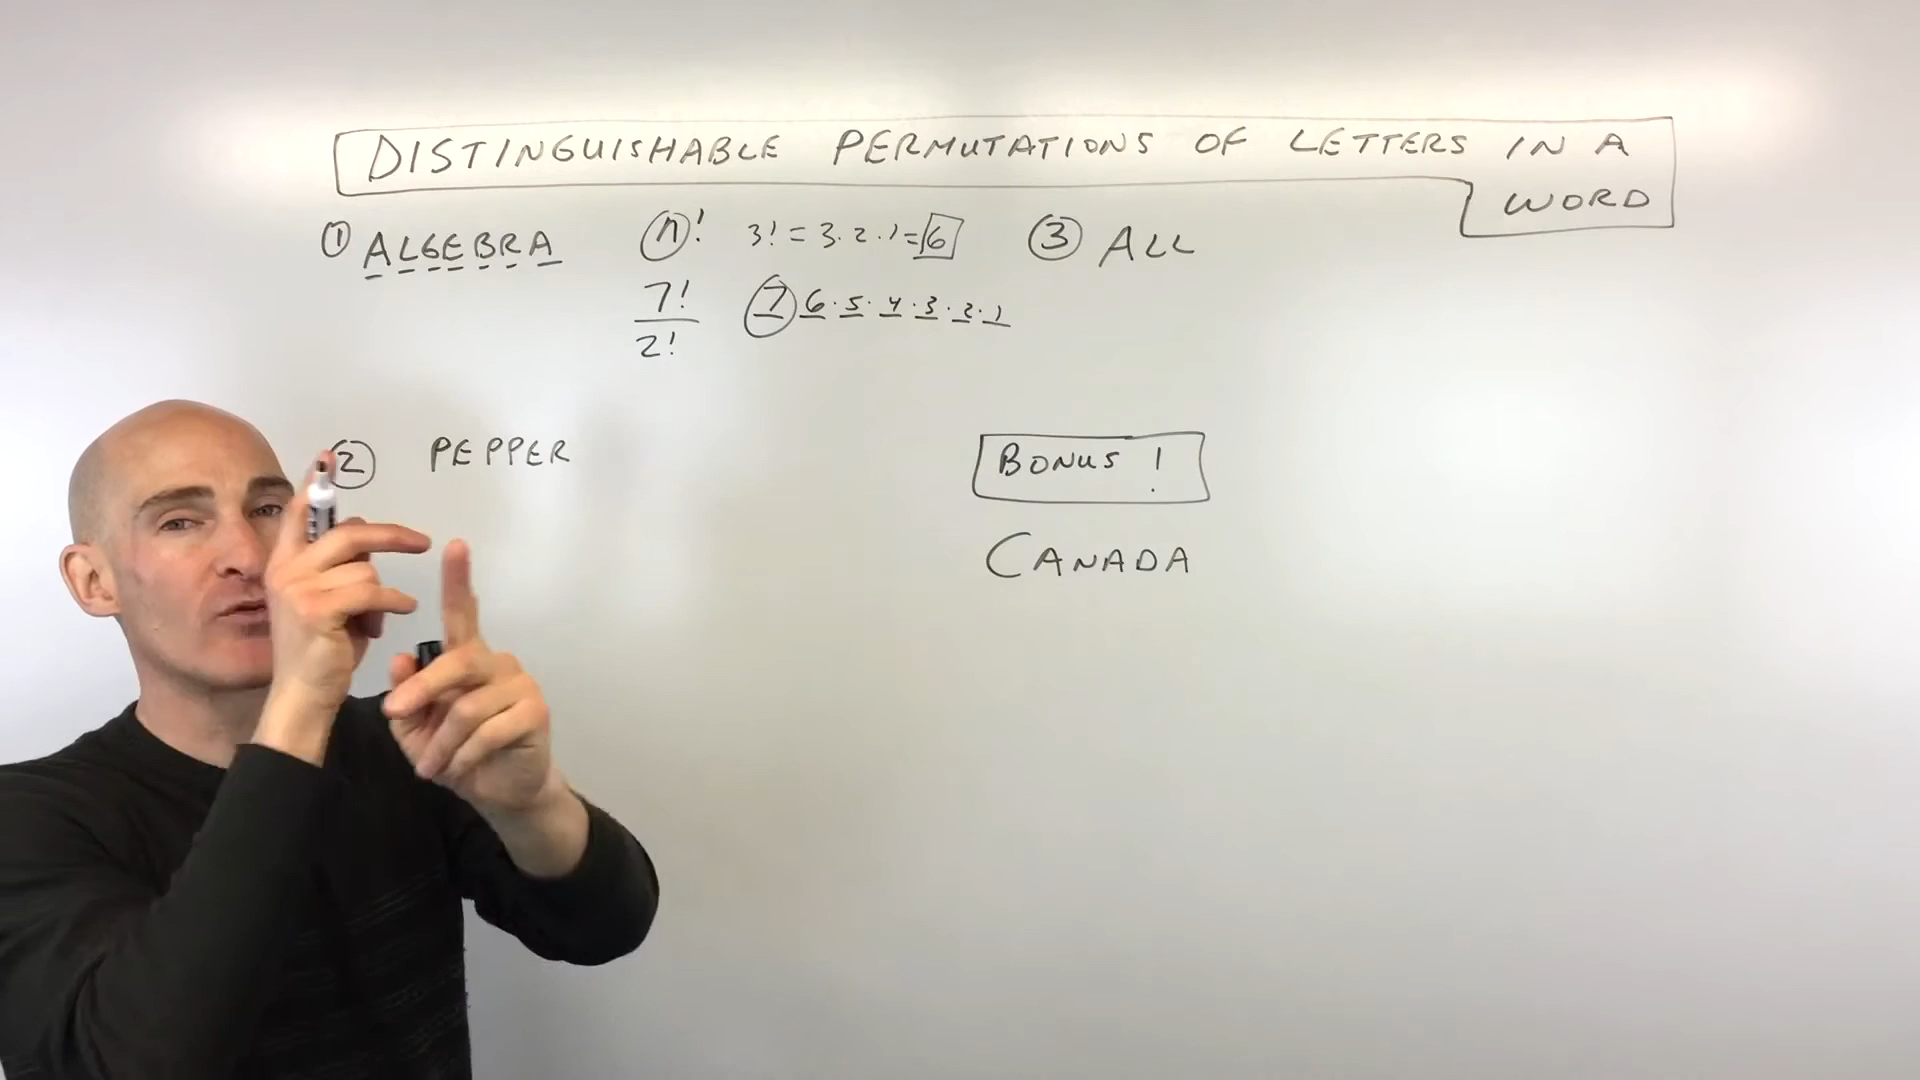 DISTINGUISHABLE PERMUTATIONS OF LETTERS IN A
WORD
① ALGEBRA
n! 3! = 3·2·1=6
7!
2!
7 6·5·4·3·2·1
③ ALL
② PEPPER
BONUS!
CANADA